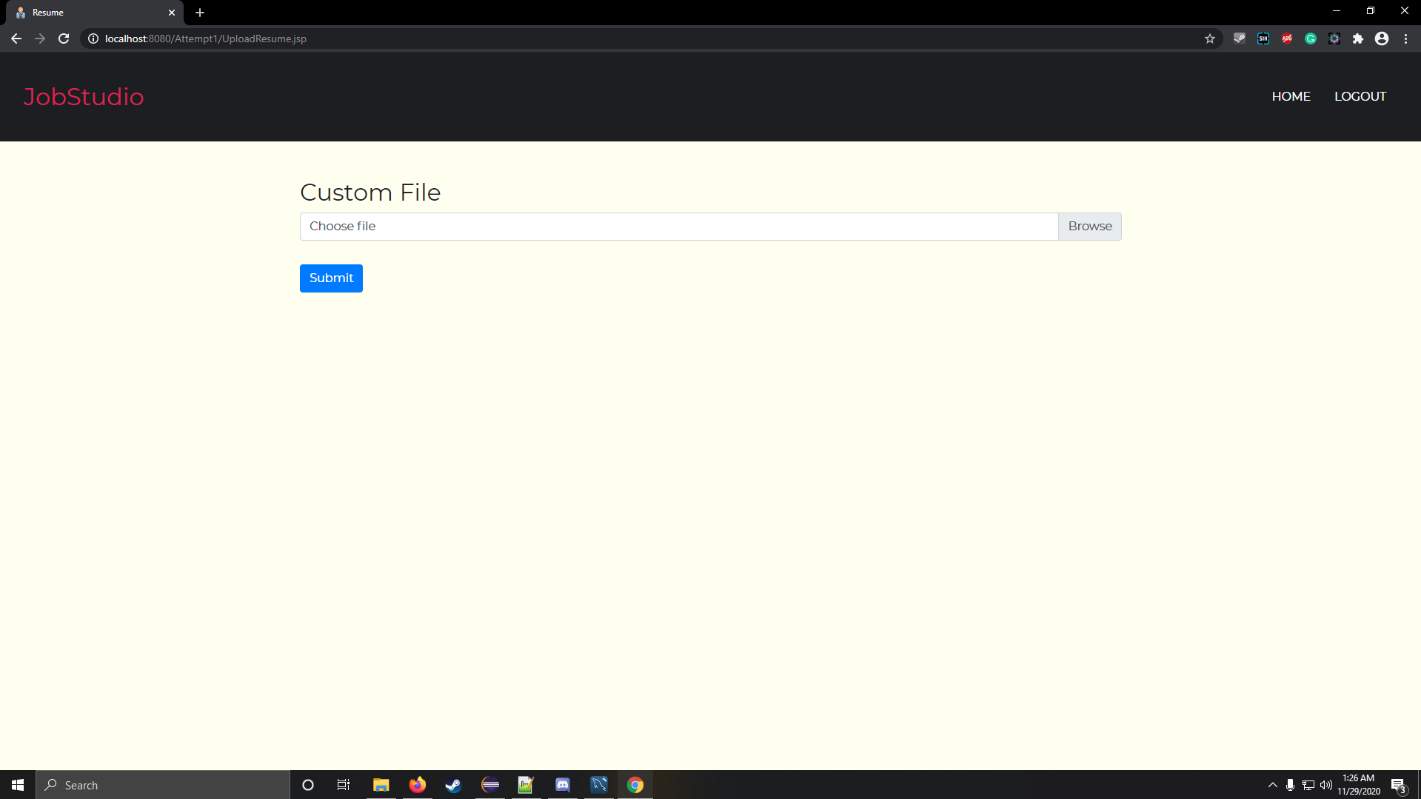 Resume
localhost:8080/Attempt1/UploadResume.jsp
JobStudio
HOME
LOGOUT
Custom File
Choose file
Browse
Submit
Search
1:26 AM
11/29/2020
3